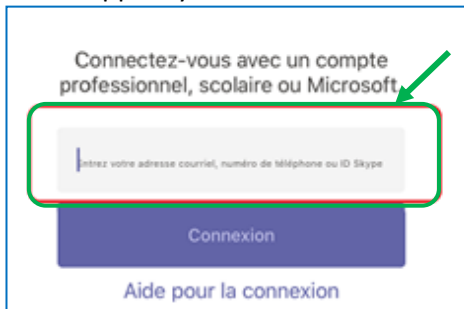 Connectez-vous avec un compte
professionnel, scolaire ou Microsoft.
Entrez votre adresse courriel, numéro de téléphone ou ID Skype
Connexion
Aide pour la connexion